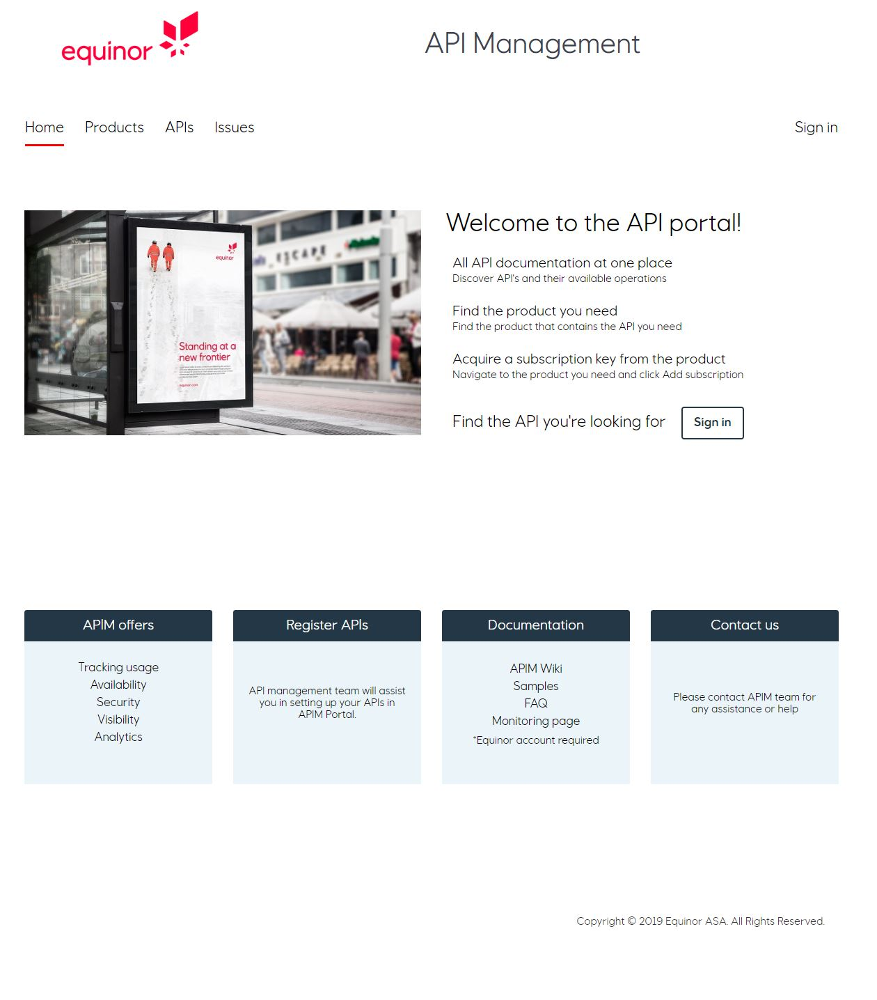 equinor
API Management
Home Products APIs Issues Sign in
ESCAPE
equinor
Standing at a
new frontier
equinor.com
Welcome to the API portal!
All API documentation at one place
Discover API's and their available operations
Find the product you need
Find the product that contains the API you need
Acquire a subscription key from the product
Navigate to the product you need and click Add subscription
Find the API you're looking for Sign in
APIM offers
Tracking usage
Availability
Security
Visibility
Analytics
Register APIs
API management team will assist
you in setting up your APIs in
APIM Portal.
Documentation
APIM Wiki
Samples
FAQ
Monitoring page
*Equinor account required
Contact us
Please contact APIM team for
any assistance or help
Copyright © 2019 Equinor ASA. All Rights Reserved.